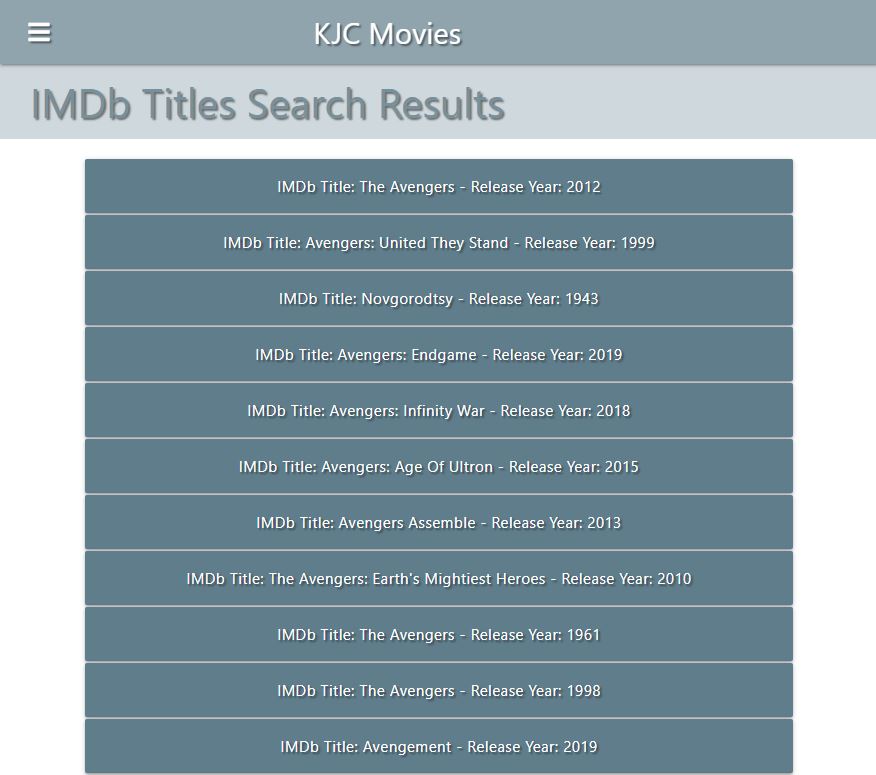 KJC Movies
IMDb Titles Search Results
IMDb Title: The Avengers - Release Year: 2012
IMDb Title: Avengers: United They Stand - Release Year: 1999
IMDb Title: Novgorodtsy - Release Year: 1943
IMDb Title: Avengers: Endgame - Release Year: 2019
IMDb Title: Avengers: Infinity War - Release Year: 2018
IMDb Title: Avengers: Age Of Ultron - Release Year: 2015
IMDb Title: Avengers Assemble - Release Year: 2013
IMDb Title: The Avengers: Earth's Mightiest Heroes - Release Year: 2010
IMDb Title: The Avengers - Release Year: 1961
IMDb Title: The Avengers - Release Year: 1998
IMDb Title: Avengement - Release Year: 2019